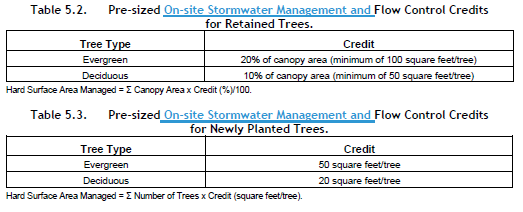 Table 5.2. Pre-sized On-site Stormwater Management and Flow Control Credits
for Retained Trees.
Tree Type Credit
Evergreen 20% of canopy area (minimum of 100 square feet/tree)
Deciduous 10% of canopy area (minimum of 50 square feet/tree)
Hard Surface Area Managed = Σ Canopy Area x Credit (%)/100.
Table 5.3. Pre-sized On-site Stormwater Management and Flow Control Credits
for Newly Planted Trees.
Tree Type Credit
Evergreen 50 square feet/tree
Deciduous 20 square feet/tree
Hard Surface Area Managed = Σ Number of Trees x Credit (square feet/tree).